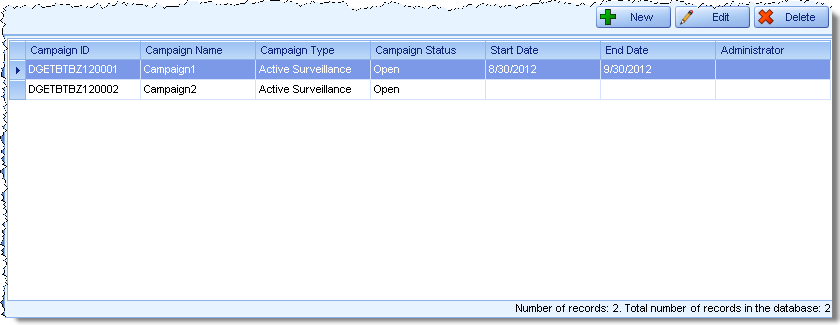 New Edit Delete
Campaign ID Campaign Name Campaign Type Campaign Status Start Date End Date Administrator
DGETBTBZ120001 Campaign1 Active Surveillance Open 8/30/2012 9/30/2012
DGETBTBZ120002 Campaign2 Active Surveillance Open
Number of records: 2. Total number of records in the database: 2